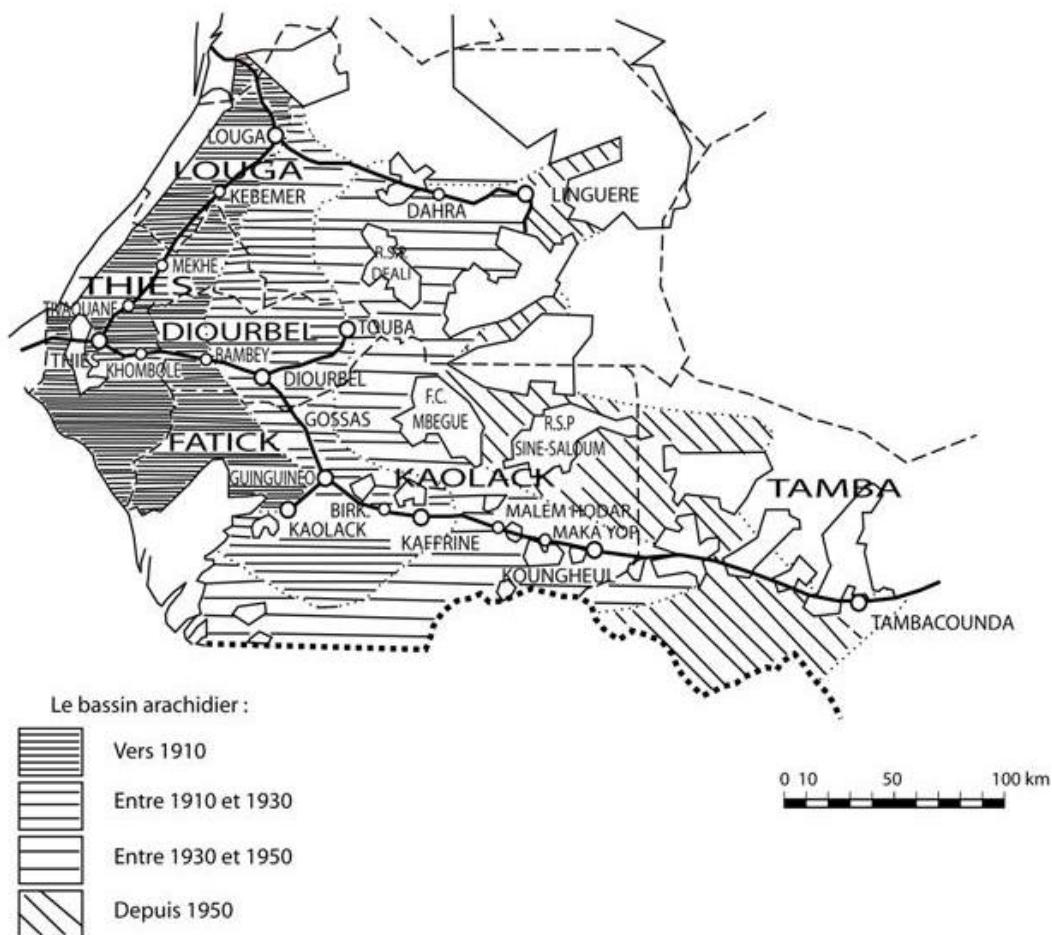 LOUGA
LOUGA
KEBEMER
DAHRA
LINGUERE
R.S.P.
DEALI
MEKHE
THIES
TIVAOUANE
DIOURBEL
TOUBA
THIES
KHOMBOLE
BAMBEY
DIOURBEL
F.C.
MBEGUE
GOSSAS
R.S.P
SINE-SALOUM
FATICK
GUINGUINEO
KAOLACK
TAMBA
BIRK.
MALEM HODAR
KAOLACK
MAKA YOP
KAFFRINE
KOUNGHEUL
TAMBACOUNDA
Le bassin arachidier :
Vers 1910
Entre 1910 et 1930
Entre 1930 et 1950
Depuis 1950
0 10 50 100 km